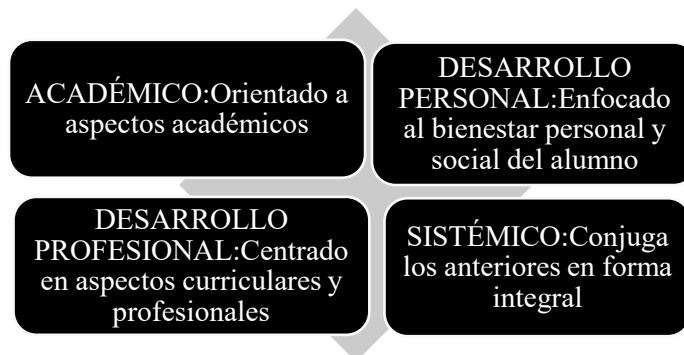 ACADÉMICO:Orientado a
aspectos académicos
DESARROLLO
PERSONAL:Enfocado
al bienestar personal y
social del alumno
DESARROLLO
PROFESIONAL:Centrado
en aspectos curriculares y
profesionales
SISTÉMICO:Conjuga
los anteriores en forma
integral